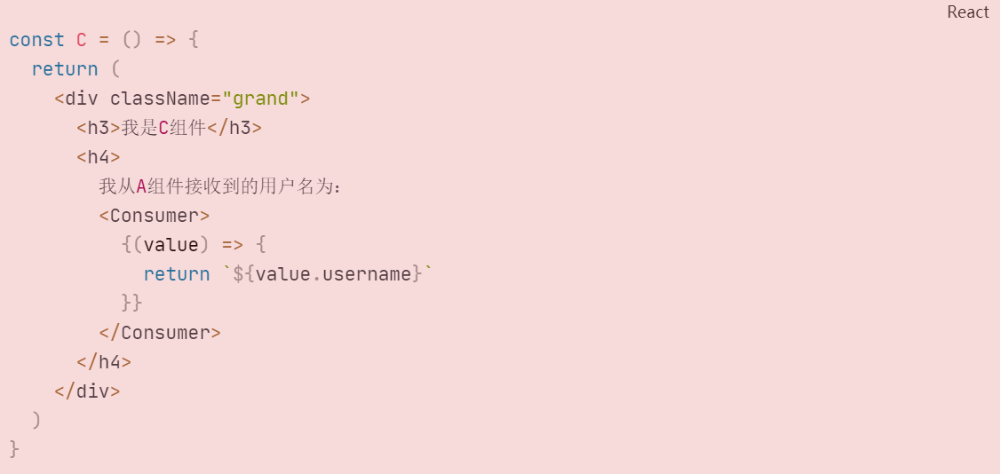 React
const C = () => {
  return (
    <div className="grand">
      <h3>我是C组件</h3>
      <h4>
        我从A组件接收到的用户名为：
        <Consumer>
          {(value) => {
            return `${value.username}`
          }}
        </Consumer>
      </h4>
    </div>
  )
}